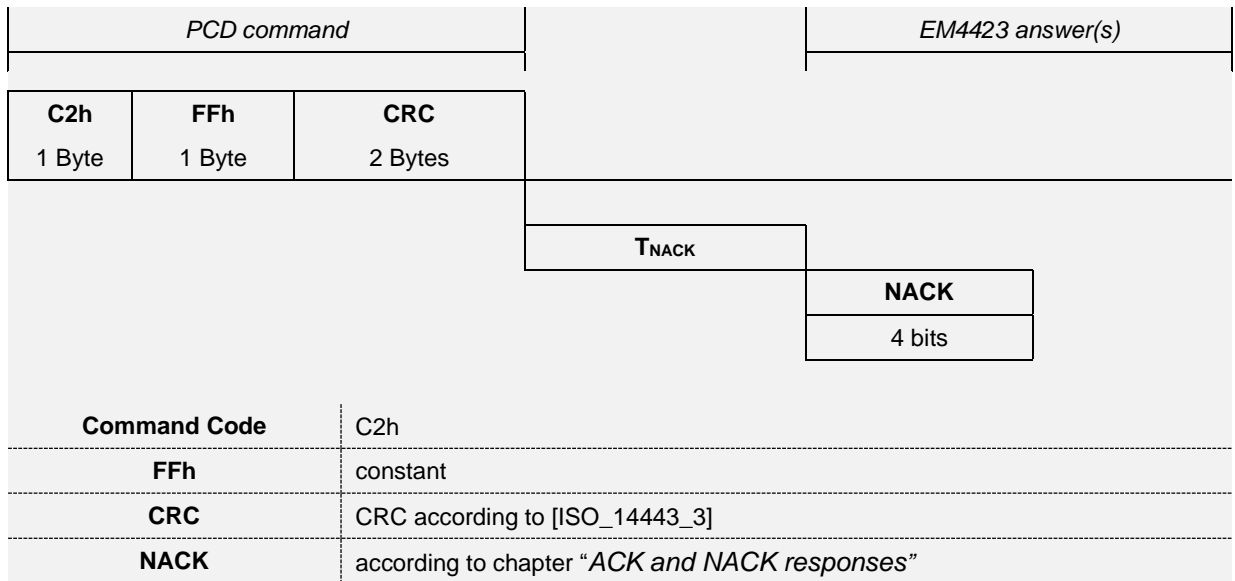 PCD command EM4423 answer(s)
C2h FFh CRC
1 Byte 1 Byte 2 Bytes
TNACK
NACK
4 bits
Command Code C2h
FFh constant
CRC CRC according to [ISO_14443_3]
NACK according to chapter “ACK and NACK responses”